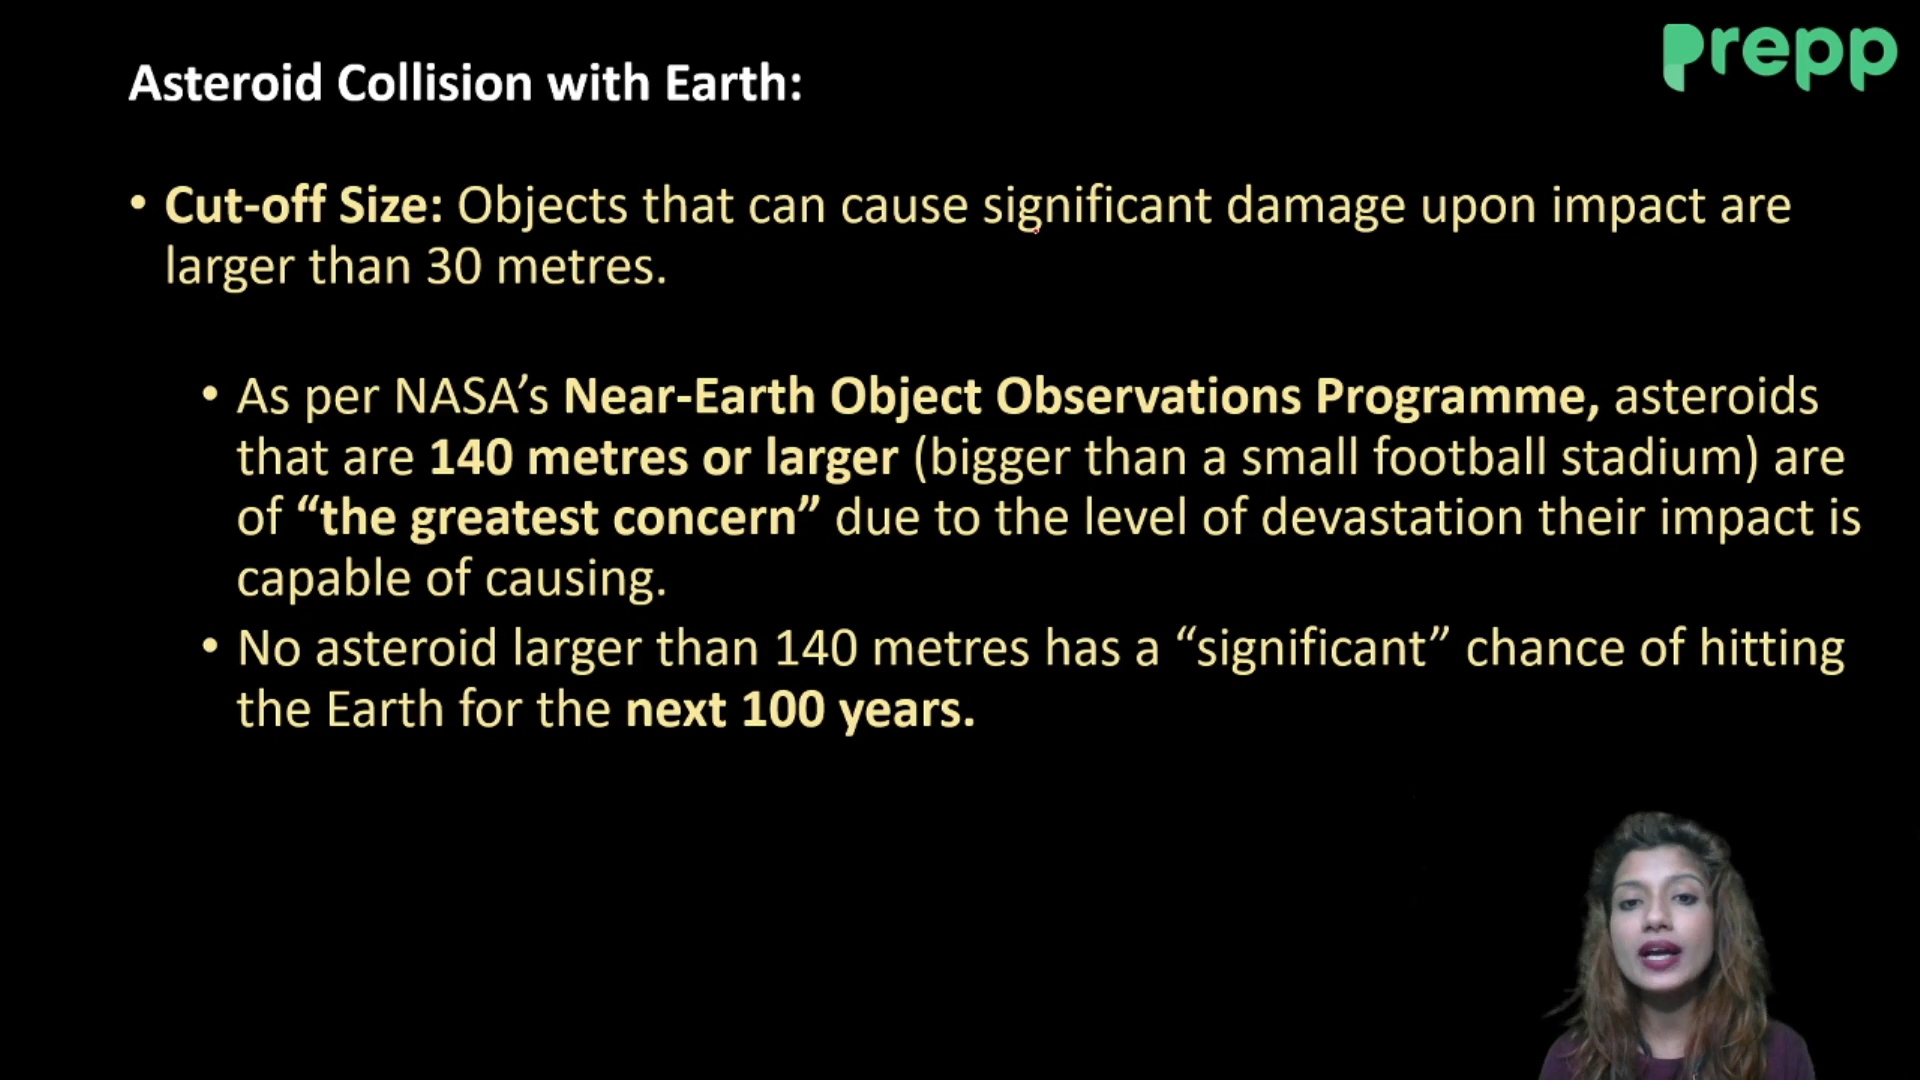 prepp
Asteroid Collision with Earth:
• Cut-off Size: Objects that can cause significant damage upon impact are
larger than 30 metres.
• As per NASA’s Near-Earth Object Observations Programme, asteroids
that are 140 metres or larger (bigger than a small football stadium) are
of “the greatest concern” due to the level of devastation their impact is
capable of causing.
• No asteroid larger than 140 metres has a “significant” chance of hitting
the Earth for the next 100 years.